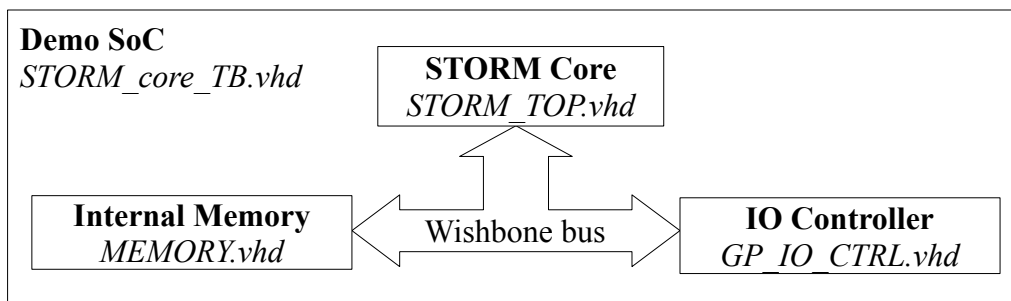 Demo SoC
STORM_core_TB.vhd
STORM Core
STORM_TOP.vhd
Internal Memory
MEMORY.vhd
Wishbone bus
IO Controller
GP_IO_CTRL.vhd